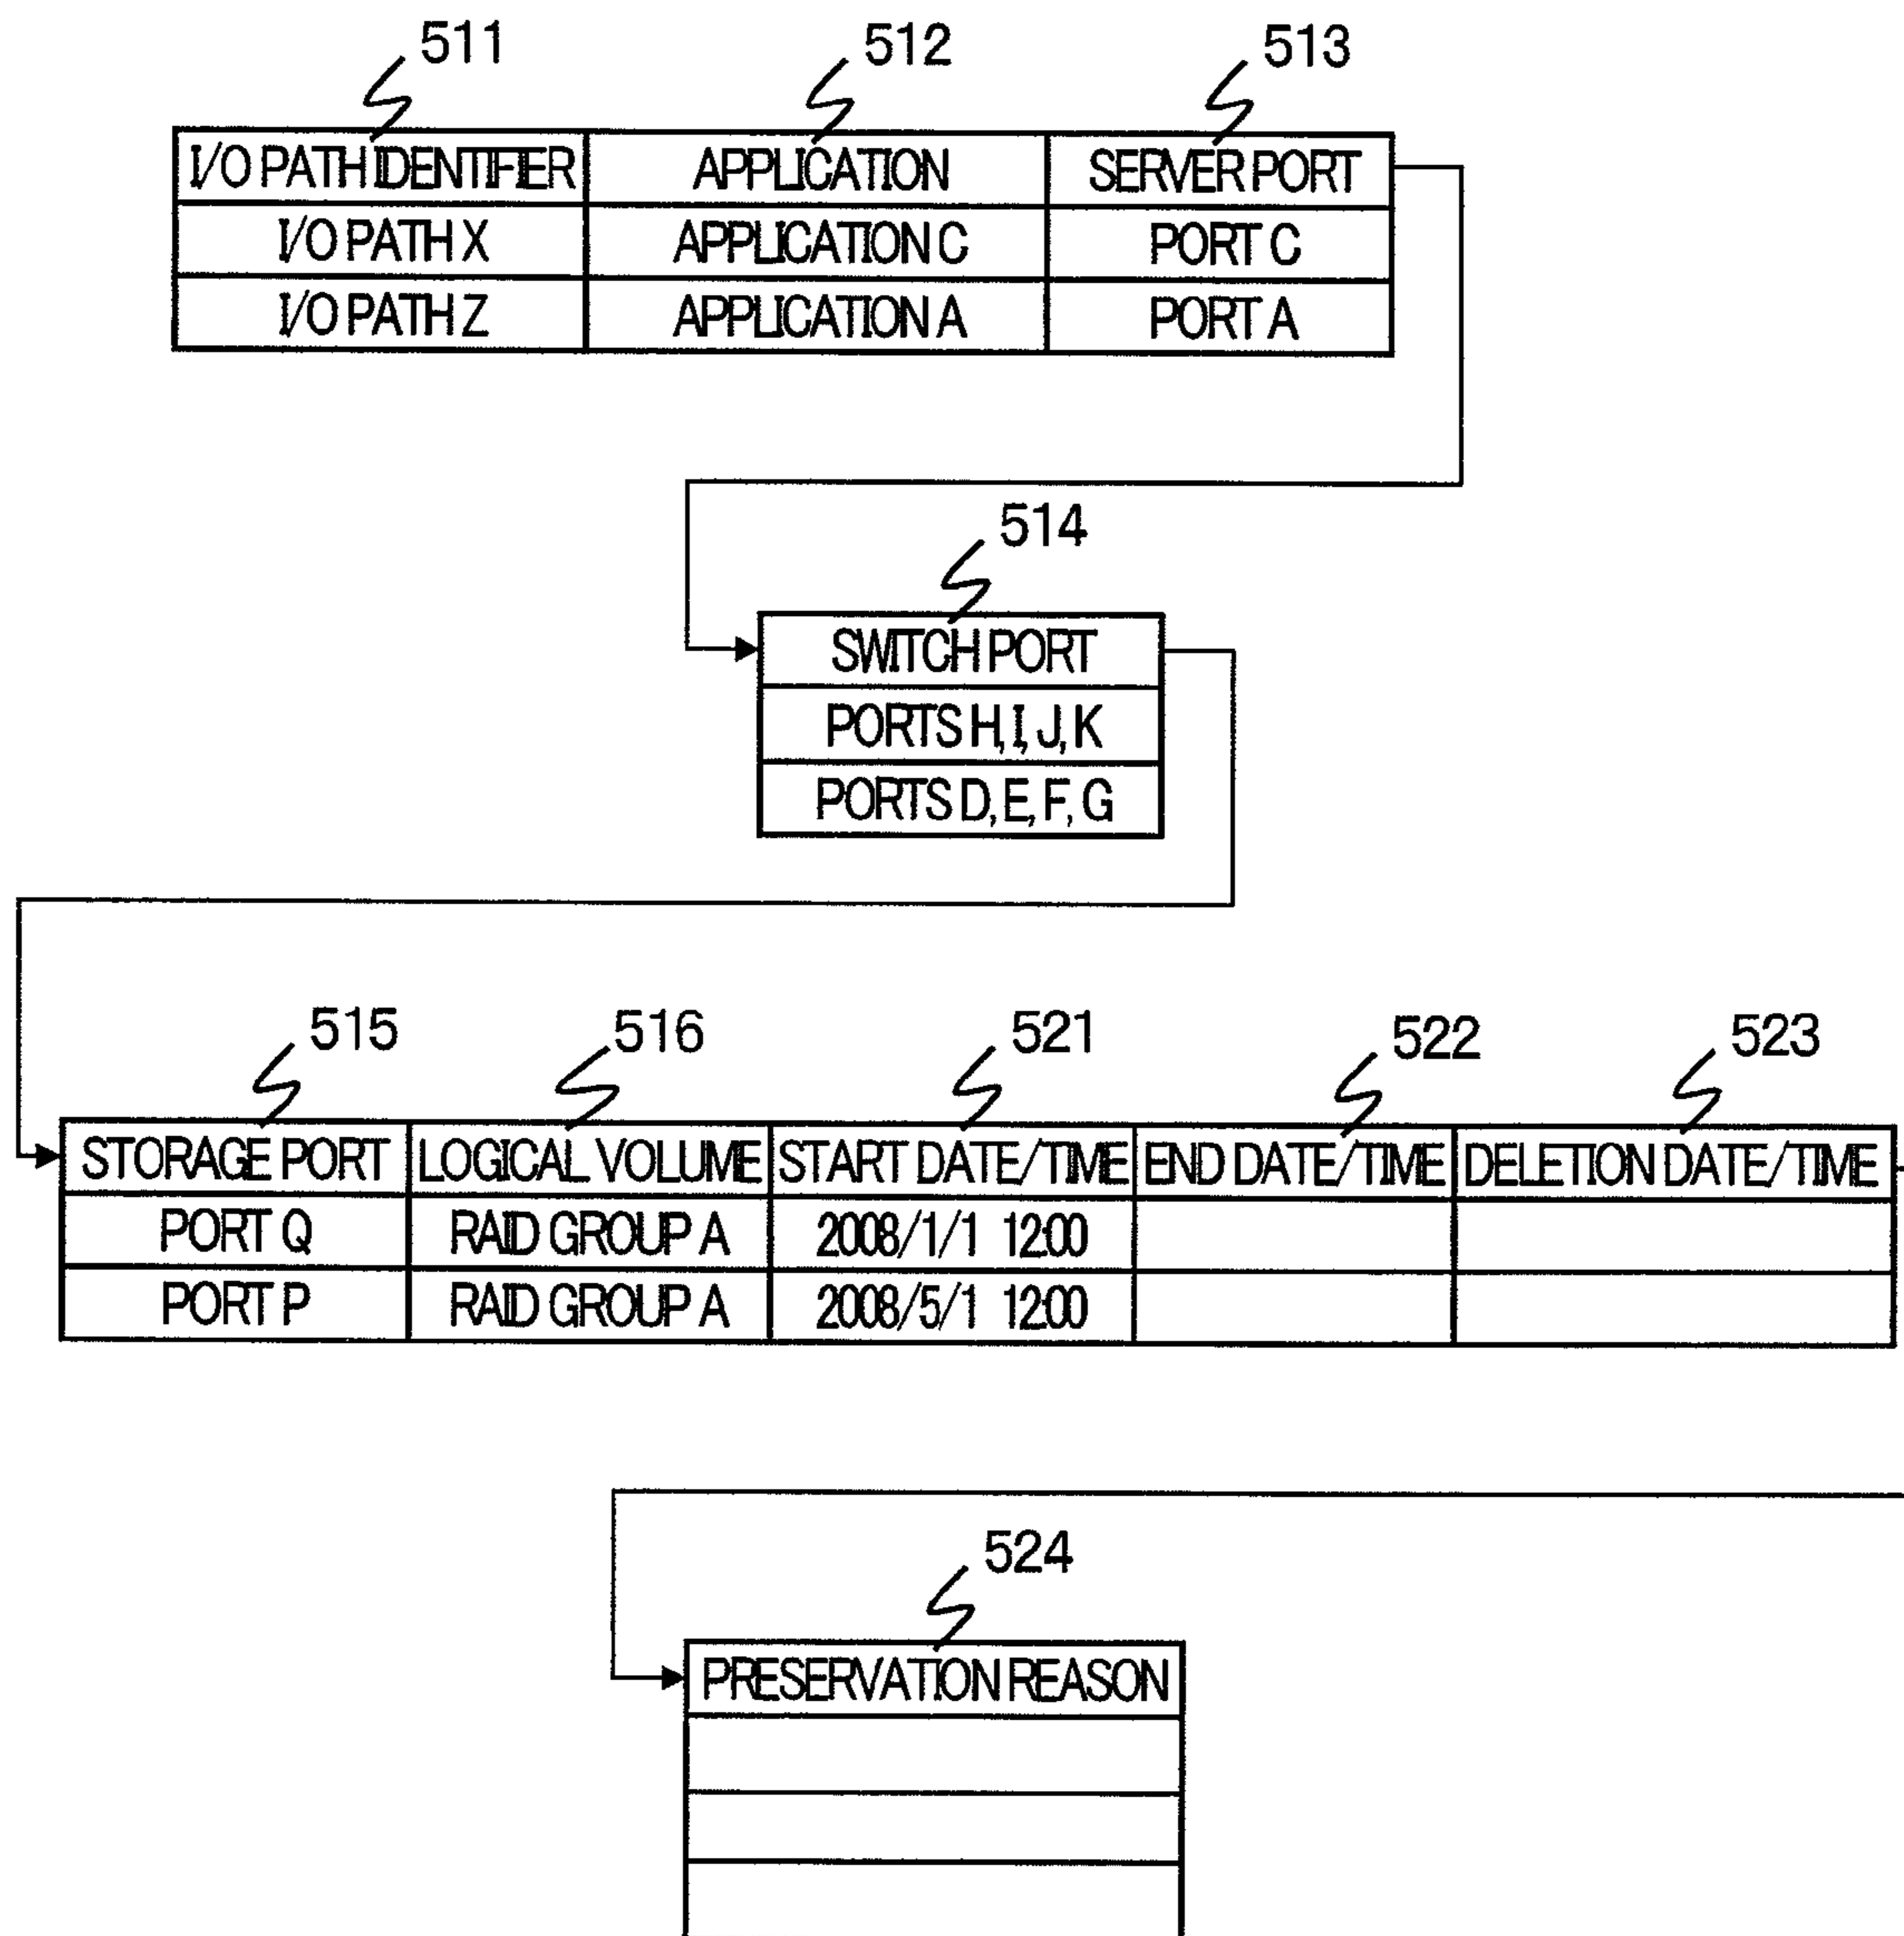 511 512 513
I/O PATH IDENTIFIER APPLICATION SERVER PORT
I/O PATH X APPLICATION C PORT C
I/O PATH Z APPLICATION A PORT A
514
SWITCH PORT
PORTS H, I, J, K
PORTS D, E, F, G
515 516 521 522 523
STORAGE PORT LOGICAL VOLUME START DATE/TIME END DATE/TIME DELETION DATE/TIME
PORT Q RAID GROUP A 2008/1/1 12:00
PORT P RAID GROUP A 2008/5/1 12:00
524
PRESERVATION REASON